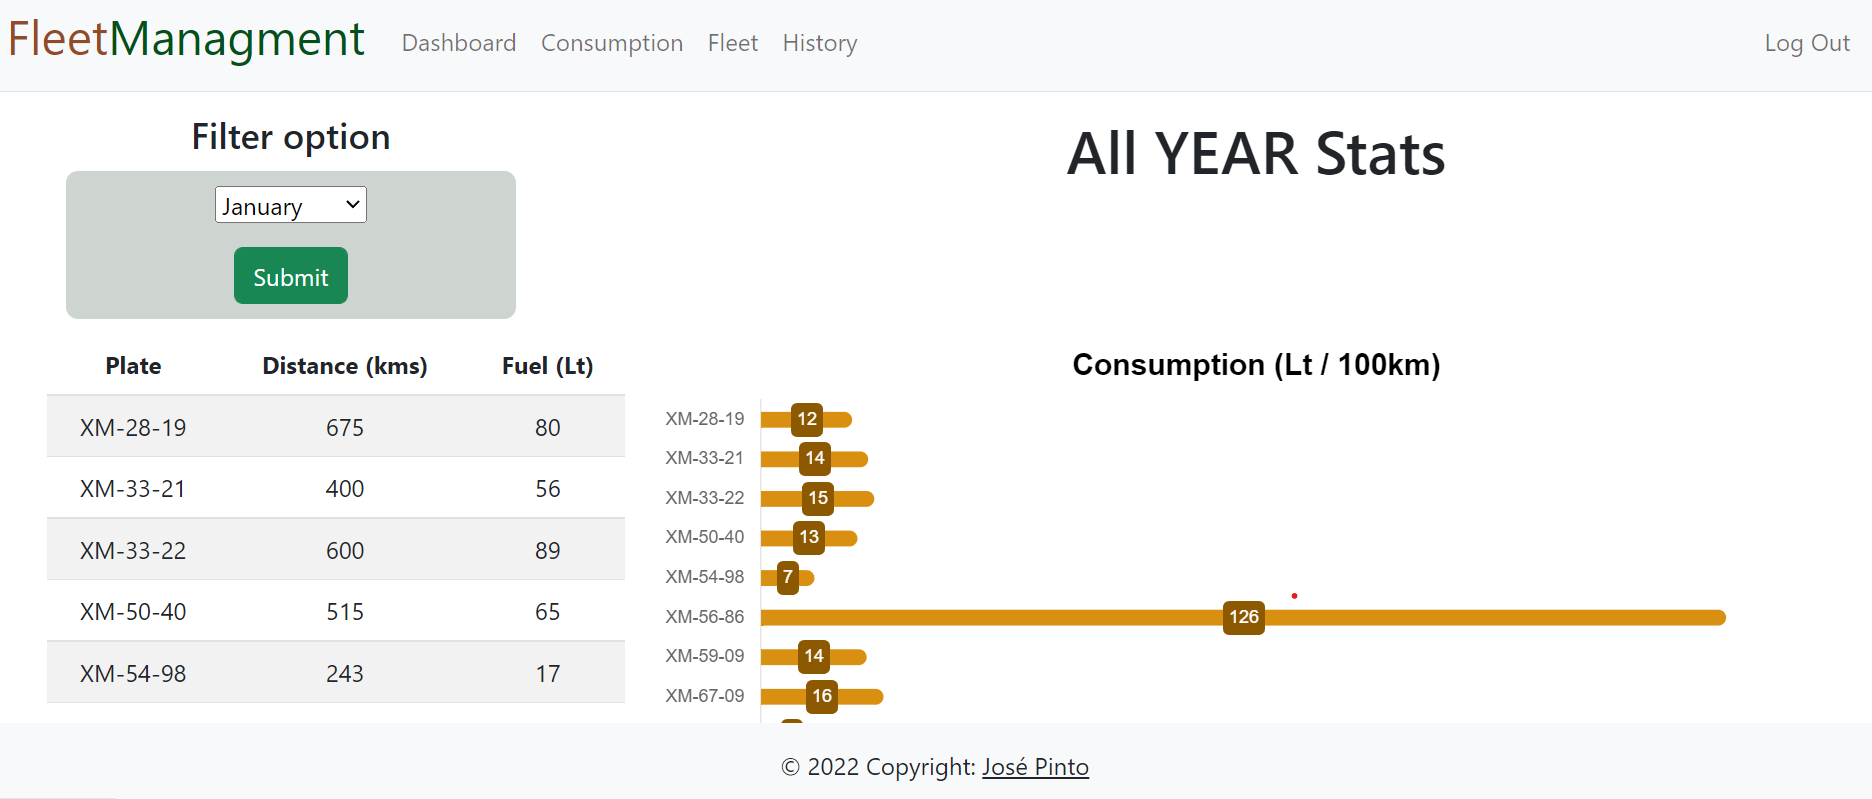 FleetManagment Dashboard Consumption Fleet History Log Out
Filter option
January
Submit
All YEAR Stats
Plate Distance (kms) Fuel (Lt)
XM-28-19 675 80
XM-33-21 400 56
XM-33-22 600 89
XM-50-40 515 65
XM-54-98 243 17
Consumption (Lt / 100km)
XM-28-19 12
XM-33-21 14
XM-33-22 15
XM-50-40 13
XM-54-98 7
XM-56-86 126
XM-59-09 14
XM-67-09 16
© 2022 Copyright: José Pinto